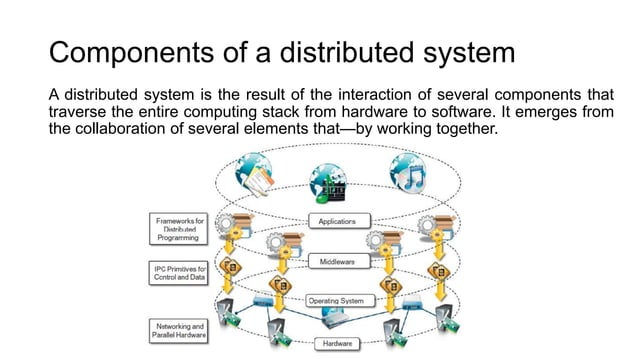 Components of a distributed system
A distributed system is the result of the interaction of several components that
traverse the entire computing stack from hardware to software. It emerges from
the collaboration of several elements that—by working together.
Frameworks for
Distributed
Programming
Applications
Middleware
IPC Primitives for
Control and Data
Operating System
Networking and
Parallel Hardware
Hardware